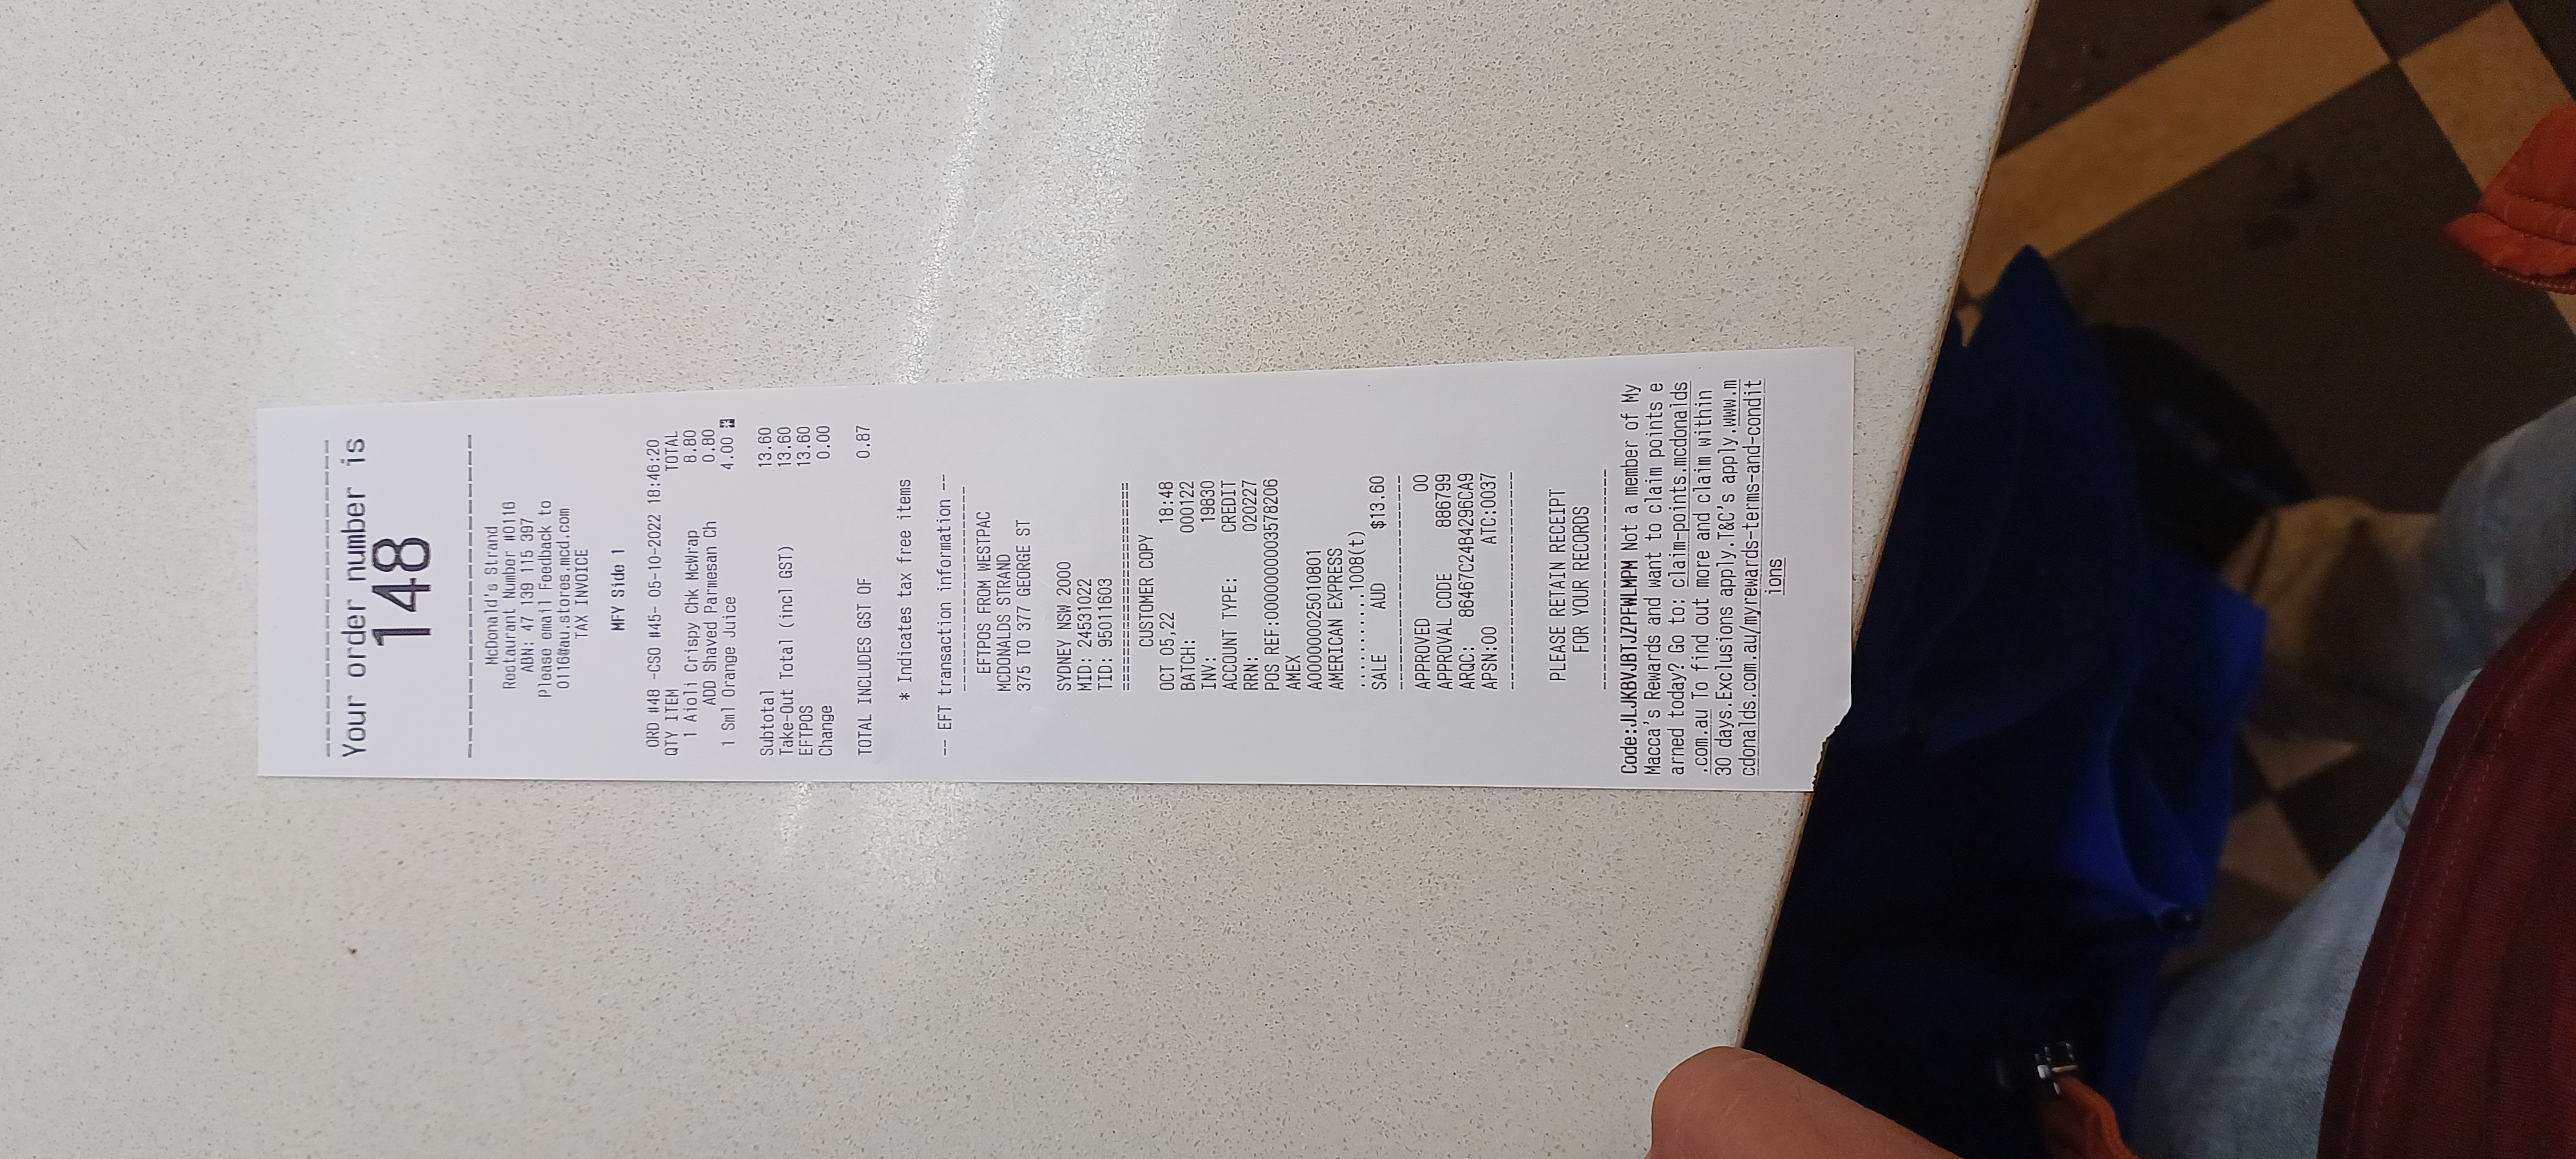 Your order number is
148
McDonald's Strand
Restaurant Number #0116
ABN: 47 139 115 397
Please email Feedback to
0116@au.stores.mcd.com
TAX INVOICE
MFY Side 1
ORD #48 -CSO #45- 05-10-2022 18:46:20
QTY ITEM TOTAL
1 Aioli Crispy Chk McWrap 8.80
ADD Shaved Parmesan Ch 0.80
1 Sml Orange Juice 4.00 *
Subtotal 13.60
Take-Out Total (incl GST) 13.60
EFTPOS 13.60
Change 0.00
TOTAL INCLUDES GST OF 0.87
* Indicates tax free items
-- EFT transaction information --
EFTPOS FROM WESTPAC
MCDONALDS STRAND
375 TO 377 GEORGE ST
SYDNEY NSW 2000
MID: 24531022
TID: 95011603
========================
CUSTOMER COPY
OCT 05,22 18:48
BATCH: 000122
INV: 19830
ACCOUNT TYPE: CREDIT
RRN: 020227
POS REF:0000000003578206
AMEX
A000000025010801
AMERICAN EXPRESS
...........1008(t)
SALE AUD $13.60
APPROVED 00
APPROVAL CODE 886799
ARQC: 86467C24B4296CA9
APSN:00 ATC:0037
PLEASE RETAIN RECEIPT
FOR YOUR RECORDS
Code:JLJKBVJBTJZPFWLMPM Not a member of My
Macca's Rewards and want to claim points e
arned today? Go to: claim-points.mcdonalds
.com.au To find out more and claim within
30 days.Exclusions apply.T&C's apply.www.m
cdonalds.com.au/myrewards-terms-and-condit
ions